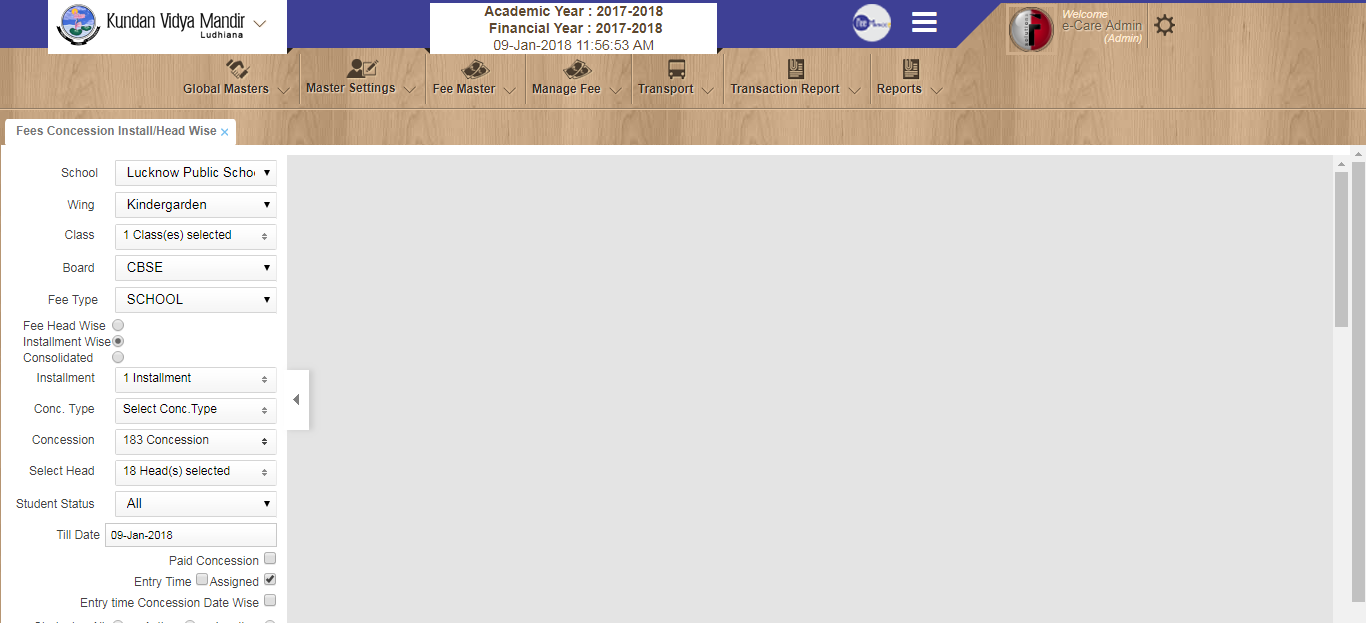 Kundan Vidya Mandir
Ludhiana
Academic Year : 2017-2018
Financial Year : 2017-2018
09-Jan-2018 11:56:53 AM
Welcome
e-Care Admin
(Admin)
Global Masters
Master Settings
Fee Master
Manage Fee
Transport
Transaction Report
Reports
Fees Concession Install/Head Wise ×
School Lucknow Public Schoo
Wing Kindergarden
Class 1 Class(es) selected
Board CBSE
Fee Type SCHOOL
Fee Head Wise
Installment Wise
Consolidated
Installment 1 Installment
Conc. Type Select Conc.Type
Concession 183 Concession
Select Head 18 Head(s) selected
Student Status All
Till Date 09-Jan-2018
Paid Concession
Entry Time Assigned
Entry time Concession Date Wise